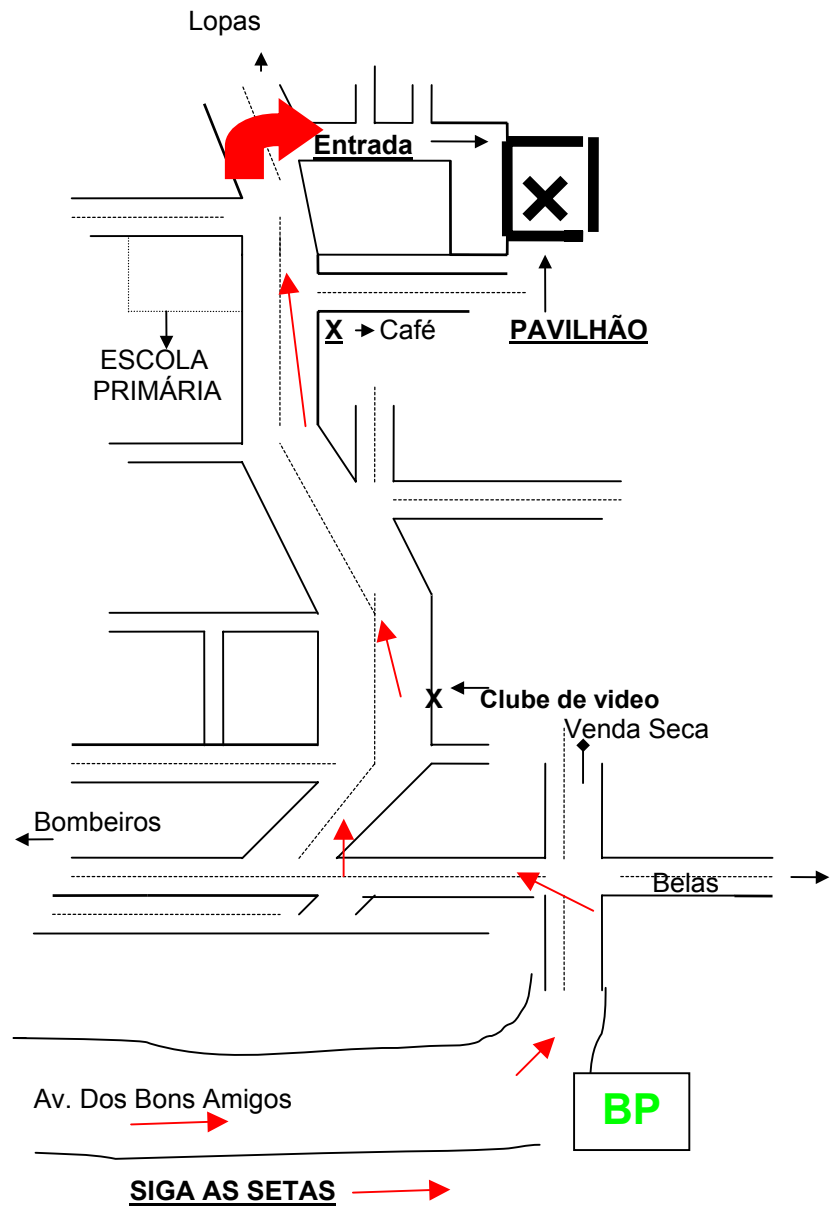 Lopas
Entrada
X
X Café
PAVILHÃO
ESCOLA
PRIMÁRIA
X Clube de video
Venda Seca
Bombeiros
Belas
Av. Dos Bons Amigos
BP
SIGA AS SETAS